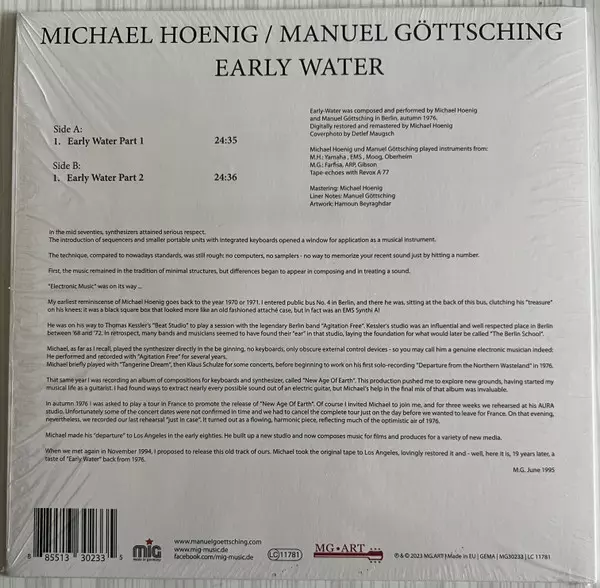 MICHAEL HOENIG / MANUEL GÖTTSCHING
EARLY WATER
Side A:
1. Early Water Part 1 24:35
Side B:
1. Early Water Part 2 24:36
Early-Water was composed and performed by Michael Hoenig
and Manuel Göttsching in Berlin, autumn 1976.
Digitally restored and remastered by Michael Hoenig
Coverphoto by Detlef Maugsch
Michael Hoenig und Manuel Göttsching played instruments from:
M.H.: Yamaha , EMS , Moog, Oberheim
M.G.: Farfisa, ARP, Gibson
Tape-echoes with Revox A 77
Mastering: Michael Hoenig
Liner Notes: Manuel Göttsching
Artwork: Hamoun Beyraghdar
In the mid seventies, synthesizers attained serious respect.
The introduction of sequencers and smaller portable units with integrated keyboards opened a window for application as a musical instrument.
The technique, compared to nowadays standards, was still rough: no computers, no samplers - no way to memorize your recent sound just by hitting a number.
First, the music remained in the tradition of minimal structures, but differences began to appear in composing and in treating a sound.
"Electronic Music" was on its way ...
My earliest reminiscense of Michael Hoenig goes back to the year 1970 or 1971. I entered public bus No. 4 in Berlin, and there he was, sitting at the back of this bus, clutching his "treasure"
on his knees: it was a black square box that looked more like an old fashioned attaché case, but in fact was an EMS Synthi A!
He was on his way to Thomas Kessler's "Beat Studio" to play a session with the legendary Berlin band "Agitation Free". Kessler's studio was an influential and well respected place in Berlin
between '68 and '72. In retrospect, many bands and musicians seemed to have found their "ear" in that studio, laying the foundation for what would later be called "The Berlin School".
Michael, as far as I recall, played the synthesizer directly in the be ginning, no keyboards, only obscure external control devices - so you may call him a genuine electronic musician indeed:
He performed and recorded with "Agitation Free" for several years.
Michael briefly played with "Tangerine Dream", then Klaus Schulze for some concerts, before beginning to work on his first solo-recording "Departure from the Northern Wasteland" in 1976.
That same year I was recording an album of compositions for keyboards and synthesizer, called "New Age Of Earth". This production pushed me to explore new grounds, having started my
musical life as a guitarist. I had found ways to extract nearly every possible sound out of an electric guitar, but Michael's help in the final mix of that album was invaluable.
In autumn 1976 I was asked to play a tour in France to promote the release of "New Age Of Earth". Of course I invited Michael to join me, and for three weeks we rehearsed at his AURA
studio. Unfortunately some of the concert dates were not confirmed in time and we had to cancel the complete tour just on the day before we wanted to leave for France. On that evening,
nevertheless, we recorded our last rehearsal "just in case". It turned out as a flowing, harmonic piece, reflecting much of the optimistic air of 1976.
Michael made his "departure" to Los Angeles in the early eighties. He built up a new studio and now composes music for films and produces for a variety of new media.
When we met again in November 1994, I proposed to release this old track of ours. Michael took the original tape to Los Angeles, lovingly restored it and - well, here it is, 19 years later, a
taste of "Early Water" back from 1976.
M.G. June 1995
8 85513 30233 5
mig
made in germany
www.manuelgoettsching.com
www.mig-music.de
facebook.com/mig-music.de
LC 11781
MG•ART
℗ & © 2023 MG.ART | Made in EU | GEMA | MG30233 | LC 11781